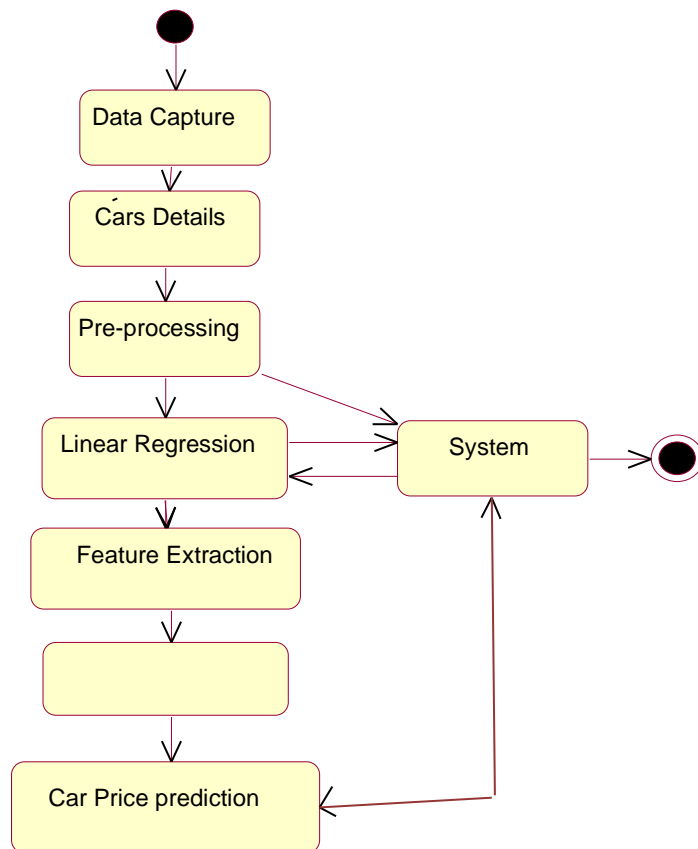 Data Capture
Cars Details
Pre-processing
Linear Regression
System
Feature Extraction
Car Price prediction